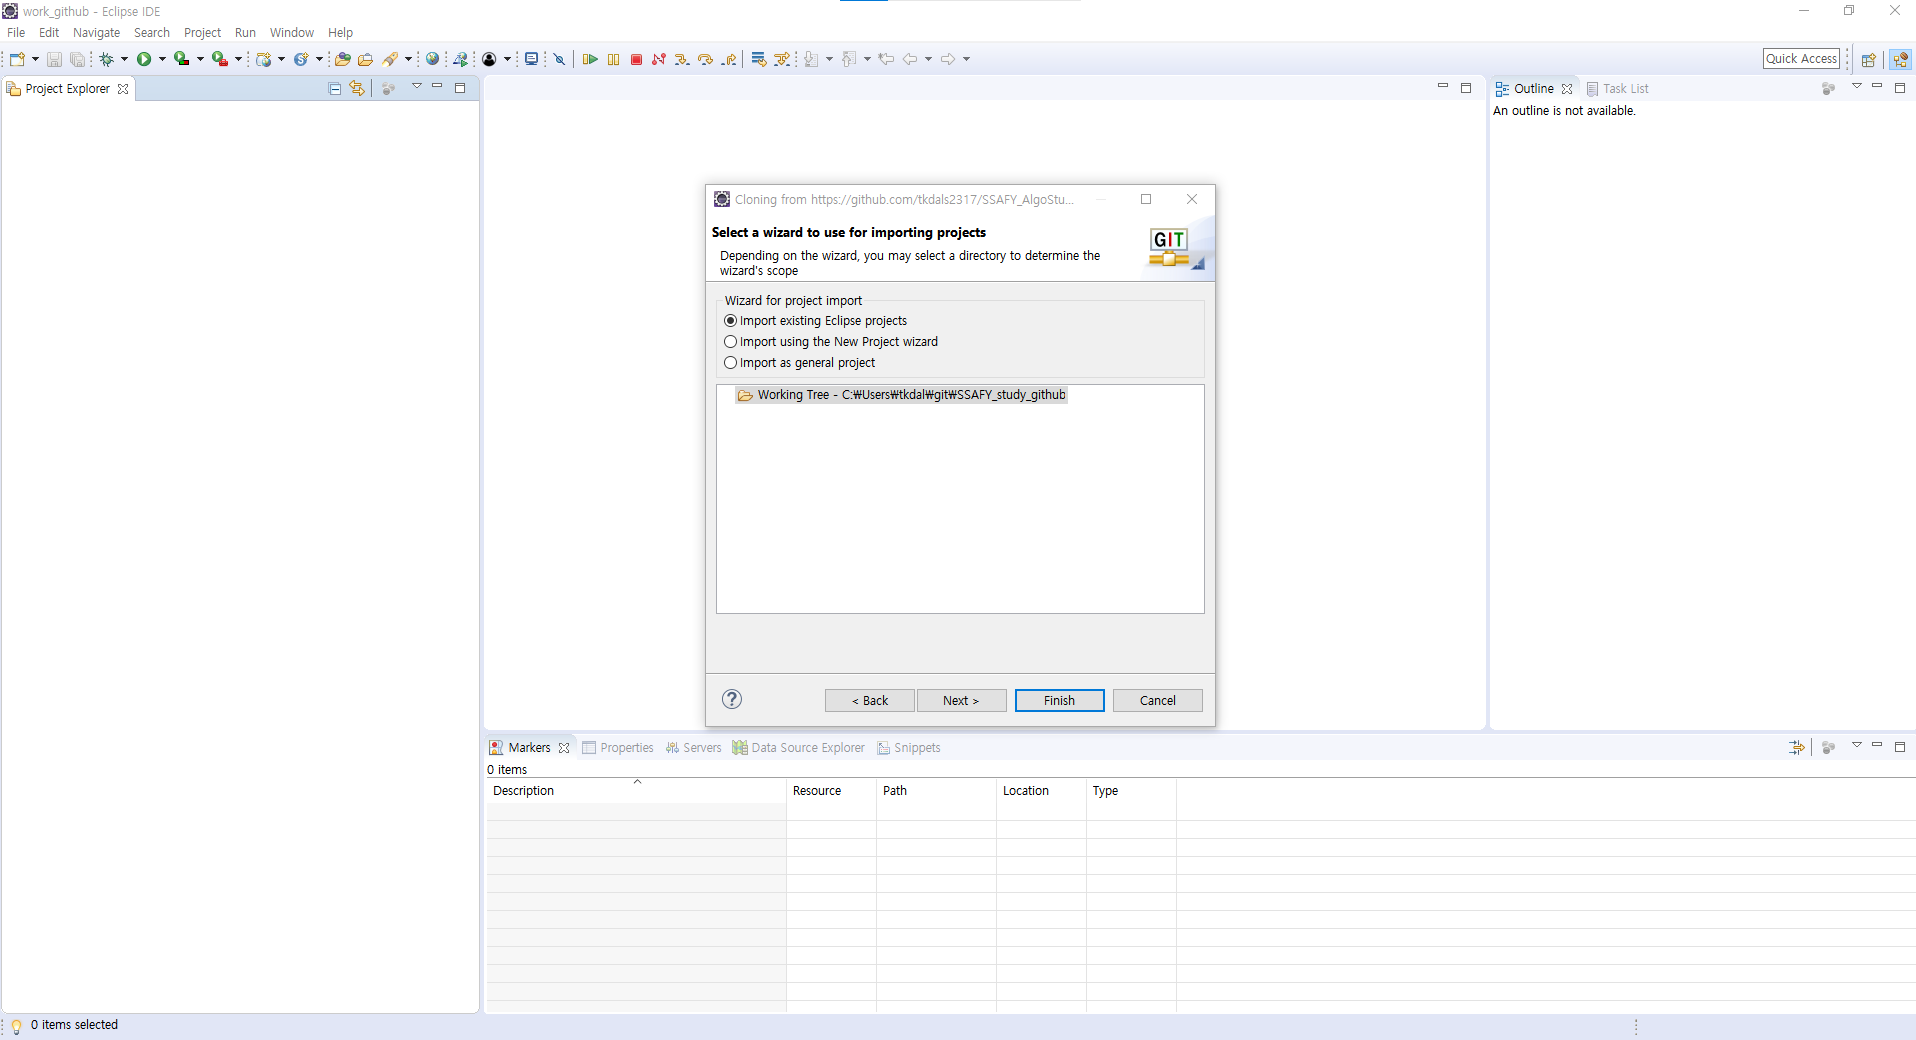 work_github - Eclipse IDE
File Edit Navigate Search Project Run Window Help
Quick Access
Project Explorer
Outline Task List
An outline is not available.
Cloning from https://github.com/tkdals2317/SSAFY_AlgoStu...
Select a wizard to use for importing projects
Depending on the wizard, you may select a directory to determine the
wizard's scope
GIT
Wizard for project import
Import existing Eclipse projects
Import using the New Project wizard
Import as general project
Working Tree - C:₩Users₩tkdal₩git₩SSAFY_study_github
?
< Back Next > Finish Cancel
Markers Properties Servers Data Source Explorer Snippets
0 items
Description Resource Path Location Type
0 items selected